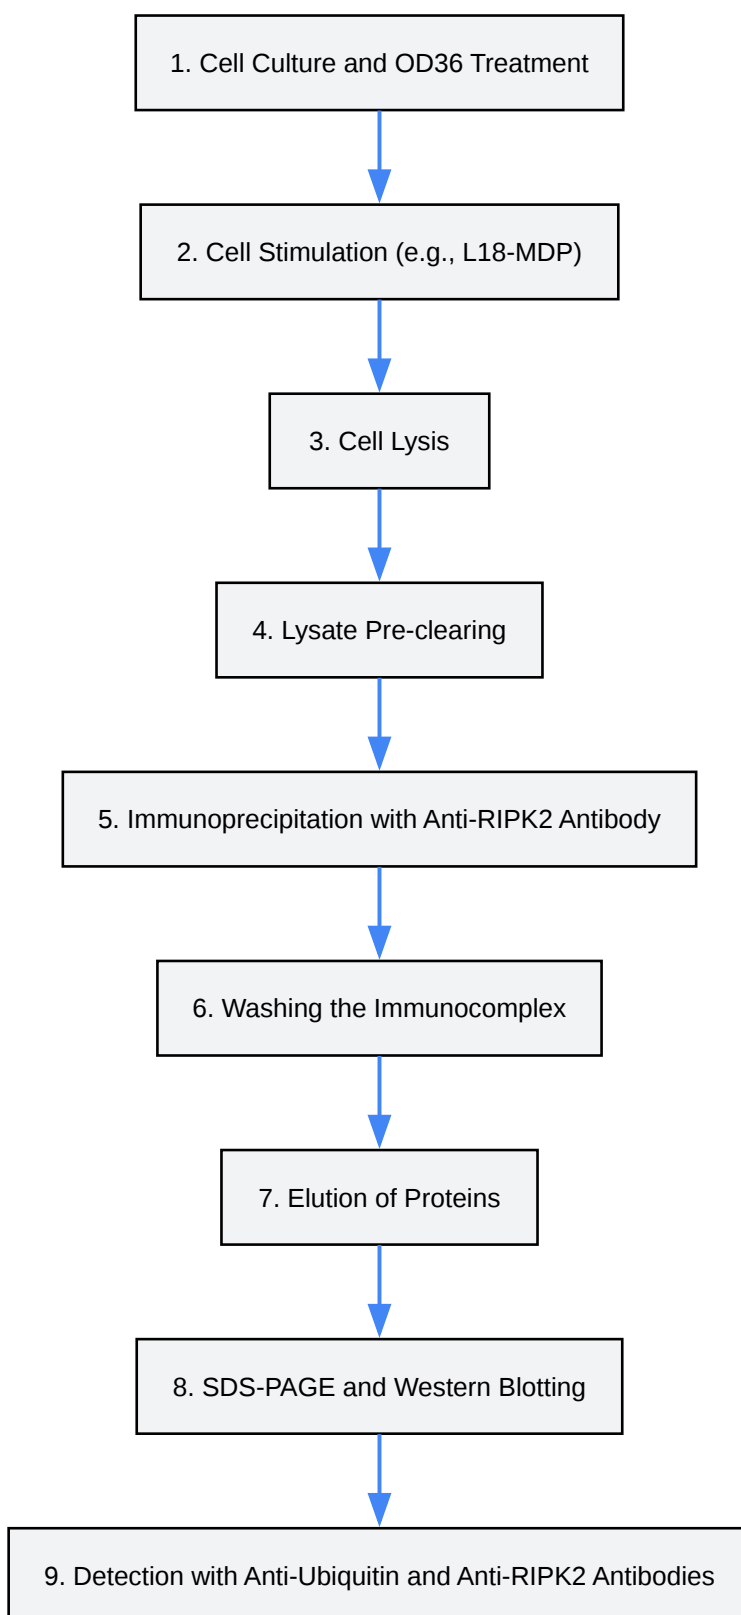 1. Cell Culture and OD36 Treatment
2. Cell Stimulation (e.g., L18-MDP)
3. Cell Lysis
4. Lysate Pre-clearing
5. Immunoprecipitation with Anti-RIPK2 Antibody
6. Washing the Immunocomplex
7. Elution of Proteins
8. SDS-PAGE and Western Blotting
9. Detection with Anti-Ubiquitin and Anti-RIPK2 Antibodies